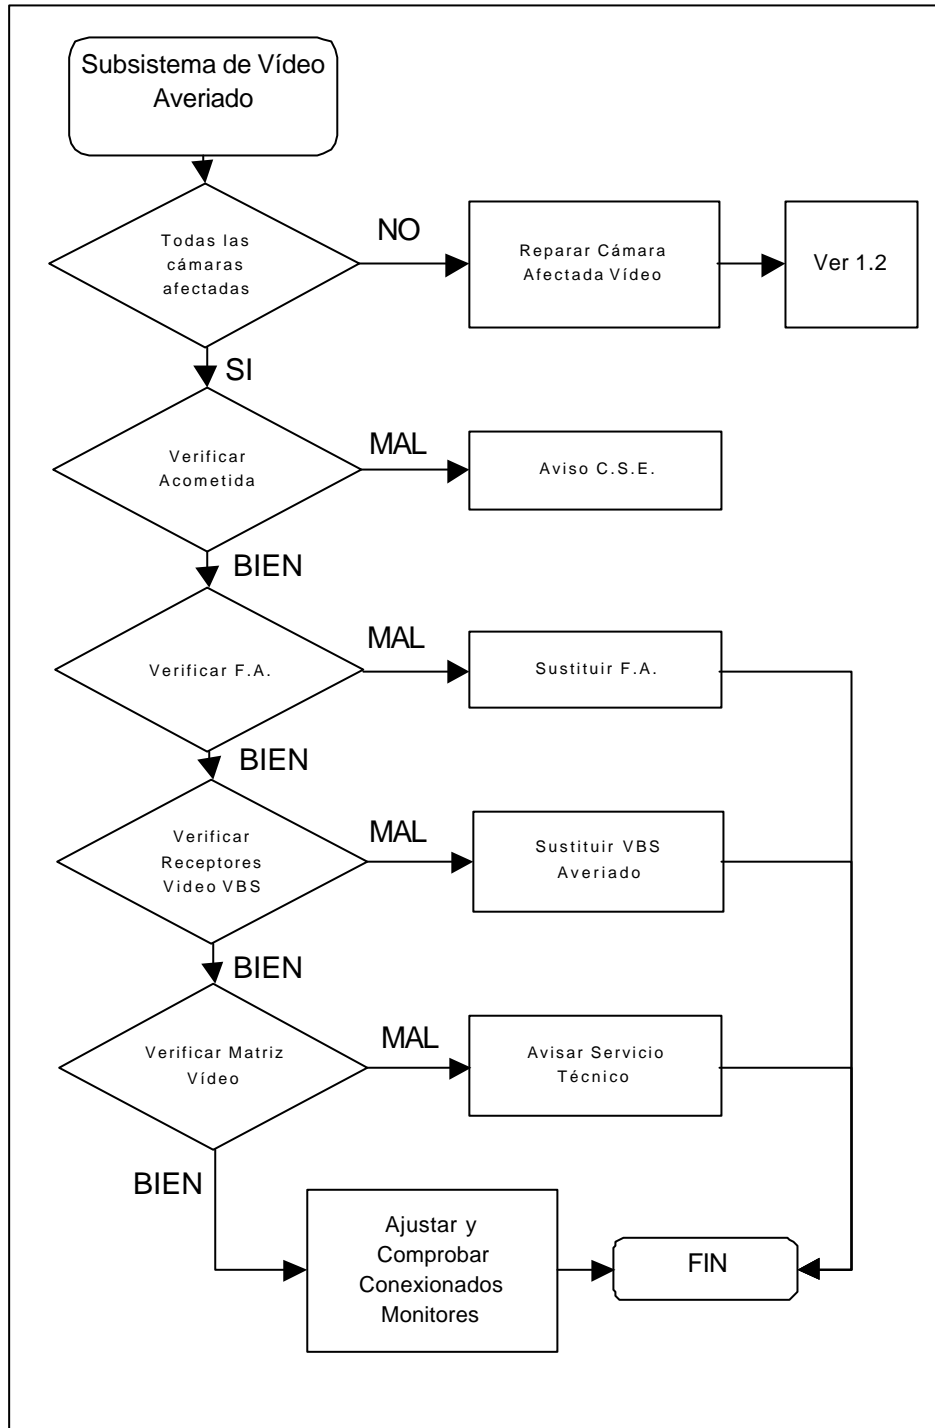 Subsistema de Vídeo
Averiado
Todas las
cámaras
afectadas
NO
Reparar Cámara
Afectada Vídeo
Ver 1.2
SI
Verificar
Acometida
MAL
Aviso C.S.E.
BIEN
Verificar F.A.
MAL
Sustituir F.A.
BIEN
Verificar
Receptores
Video VBS
MAL
Sustituir VBS
Averiado
BIEN
Verificar Matriz
Vídeo
MAL
Avisar Servicio
Técnico
BIEN
Ajustar y
Comprobar
Conexionados
Monitores
FIN